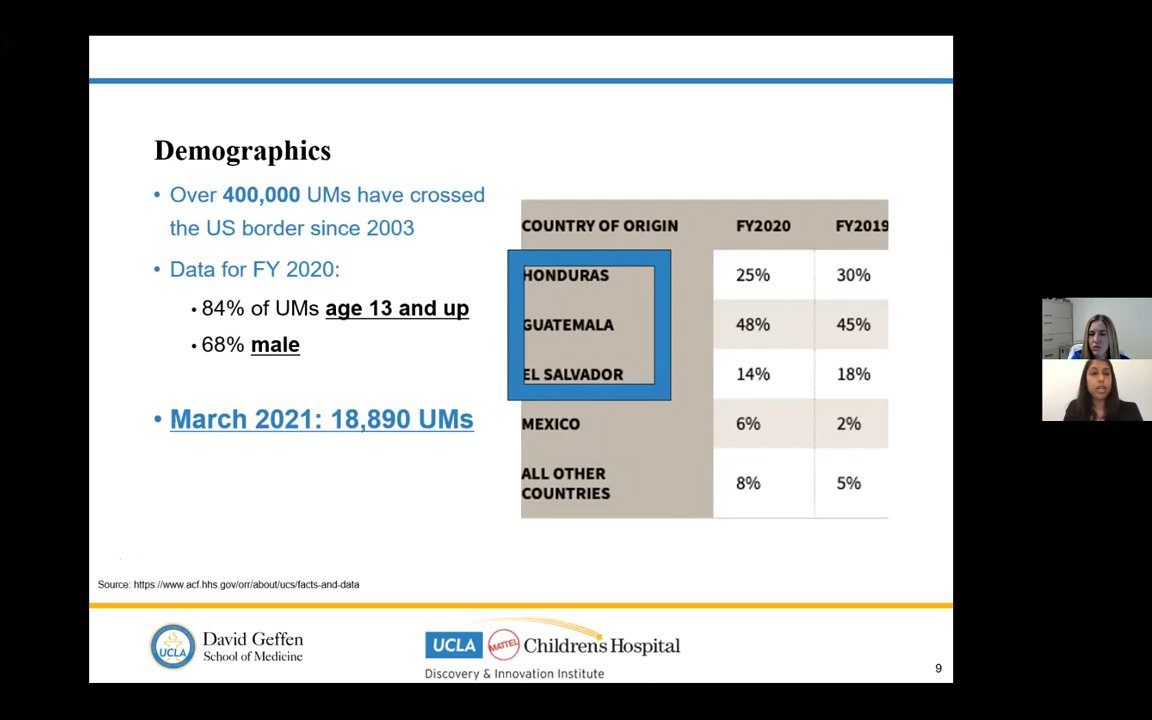 Demographics
• Over 400,000 UMs have crossed
the US border since 2003
• Data for FY 2020:
• 84% of UMs age 13 and up
• 68% male
• March 2021: 18,890 UMs
COUNTRY OF ORIGIN FY2020 FY2019
HONDURAS 25% 30%
GUATEMALA 48% 45%
EL SALVADOR 14% 18%
MEXICO 6% 2%
ALL OTHER
COUNTRIES 8% 5%
Source: https://www.acf.hhs.gov/orr/about/ucs/facts-and-data
UCLA
David Geffen
School of Medicine
UCLA MATTEL Childrens Hospital
Discovery & Innovation Institute
9